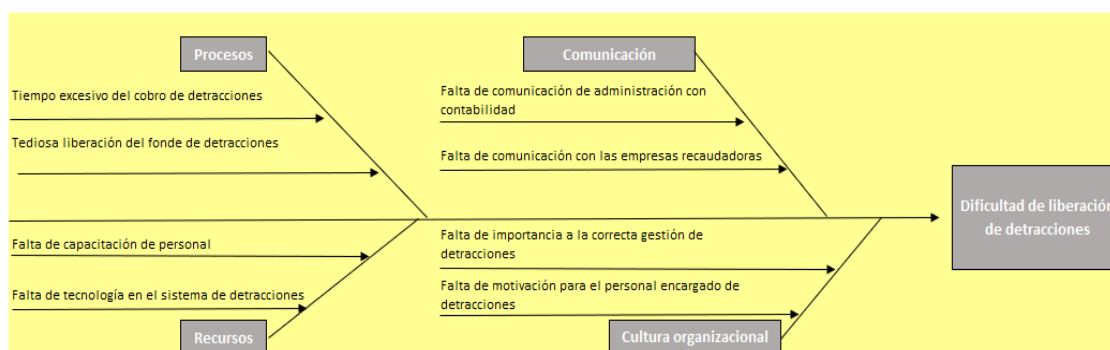 Procesos
Comunicación
Tiempo excesivo del cobro de detracciones
Tediosa liberación del fonde de detracciones
Falta de comunicación de administración con
contabilidad
Falta de comunicación con las empresas recaudadoras
Dificultad de liberación
de detracciones
Falta de capacitación de personal
Falta de tecnología en el sistema de detracciones
Falta de importancia a la correcta gestión de
detracciones
Falta de motivación para el personal encargado de
detracciones
Recursos
Cultura organizacional